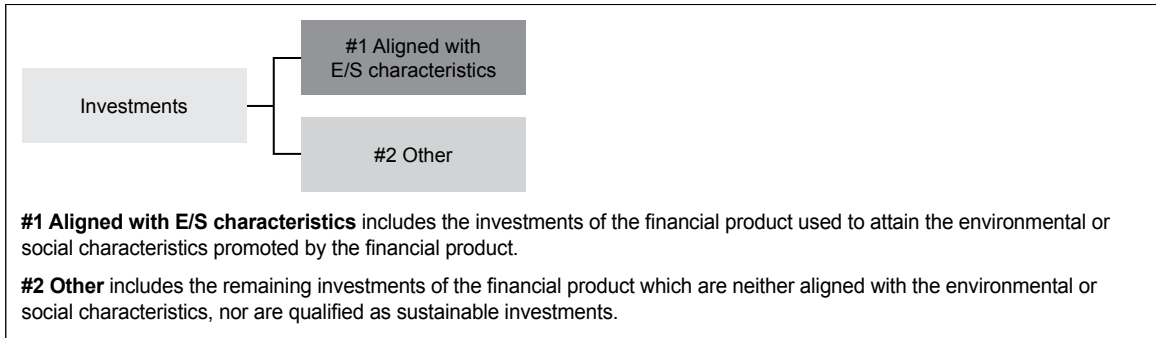 #1 Aligned with
E/S characteristics
Investments
#2 Other
#1 Aligned with E/S characteristics includes the investments of the financial product used to attain the environmental or
social characteristics promoted by the financial product.
#2 Other includes the remaining investments of the financial product which are neither aligned with the environmental or
social characteristics, nor are qualified as sustainable investments.